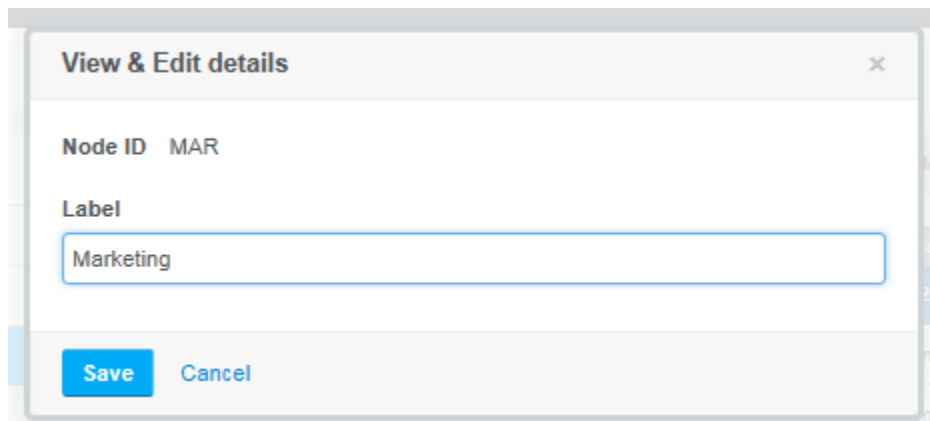 View & Edit details ×
Node ID MAR
Label
Marketing
Save Cancel